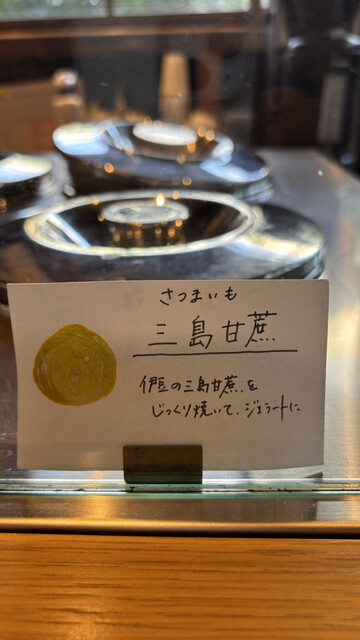 さつまいも
三島甘蔗
伊豆の三島甘蔗を
じっくり焼いて、ジェラートに